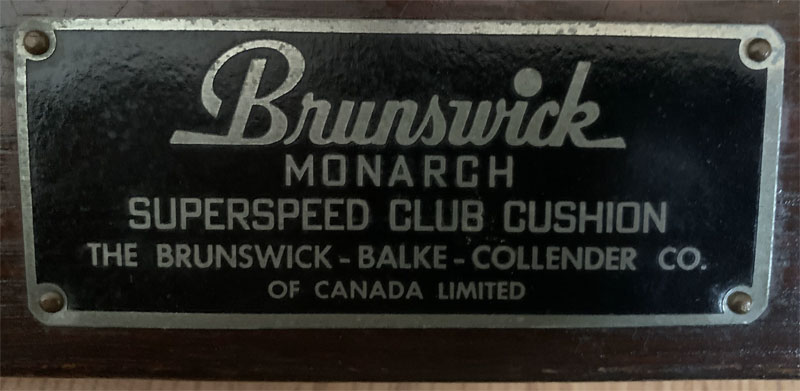 Brunswick
MONARCH
SUPERSPEED CLUB CUSHION
THE BRUNSWICK-BALKE-COLLENDER CO.
OF CANADA LIMITED